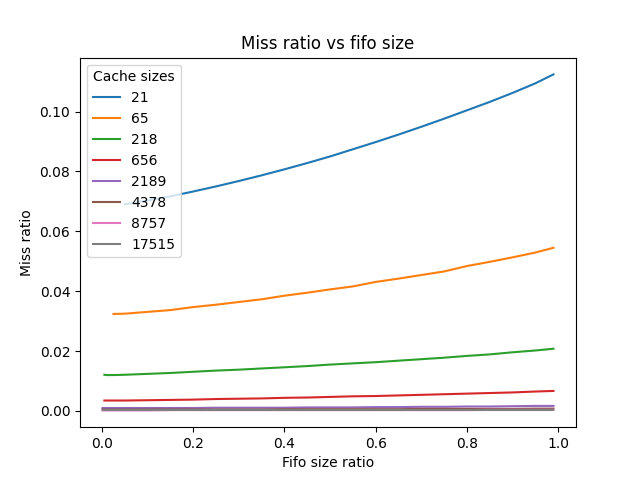 Miss ratio vs fifo size
Cache sizes
21
65
218
656
2189
4378
8757
17515
0.10
0.08
0.06
0.04
0.02
0.00
Miss ratio
0.0 0.2 0.4 0.6 0.8 1.0
Fifo size ratio